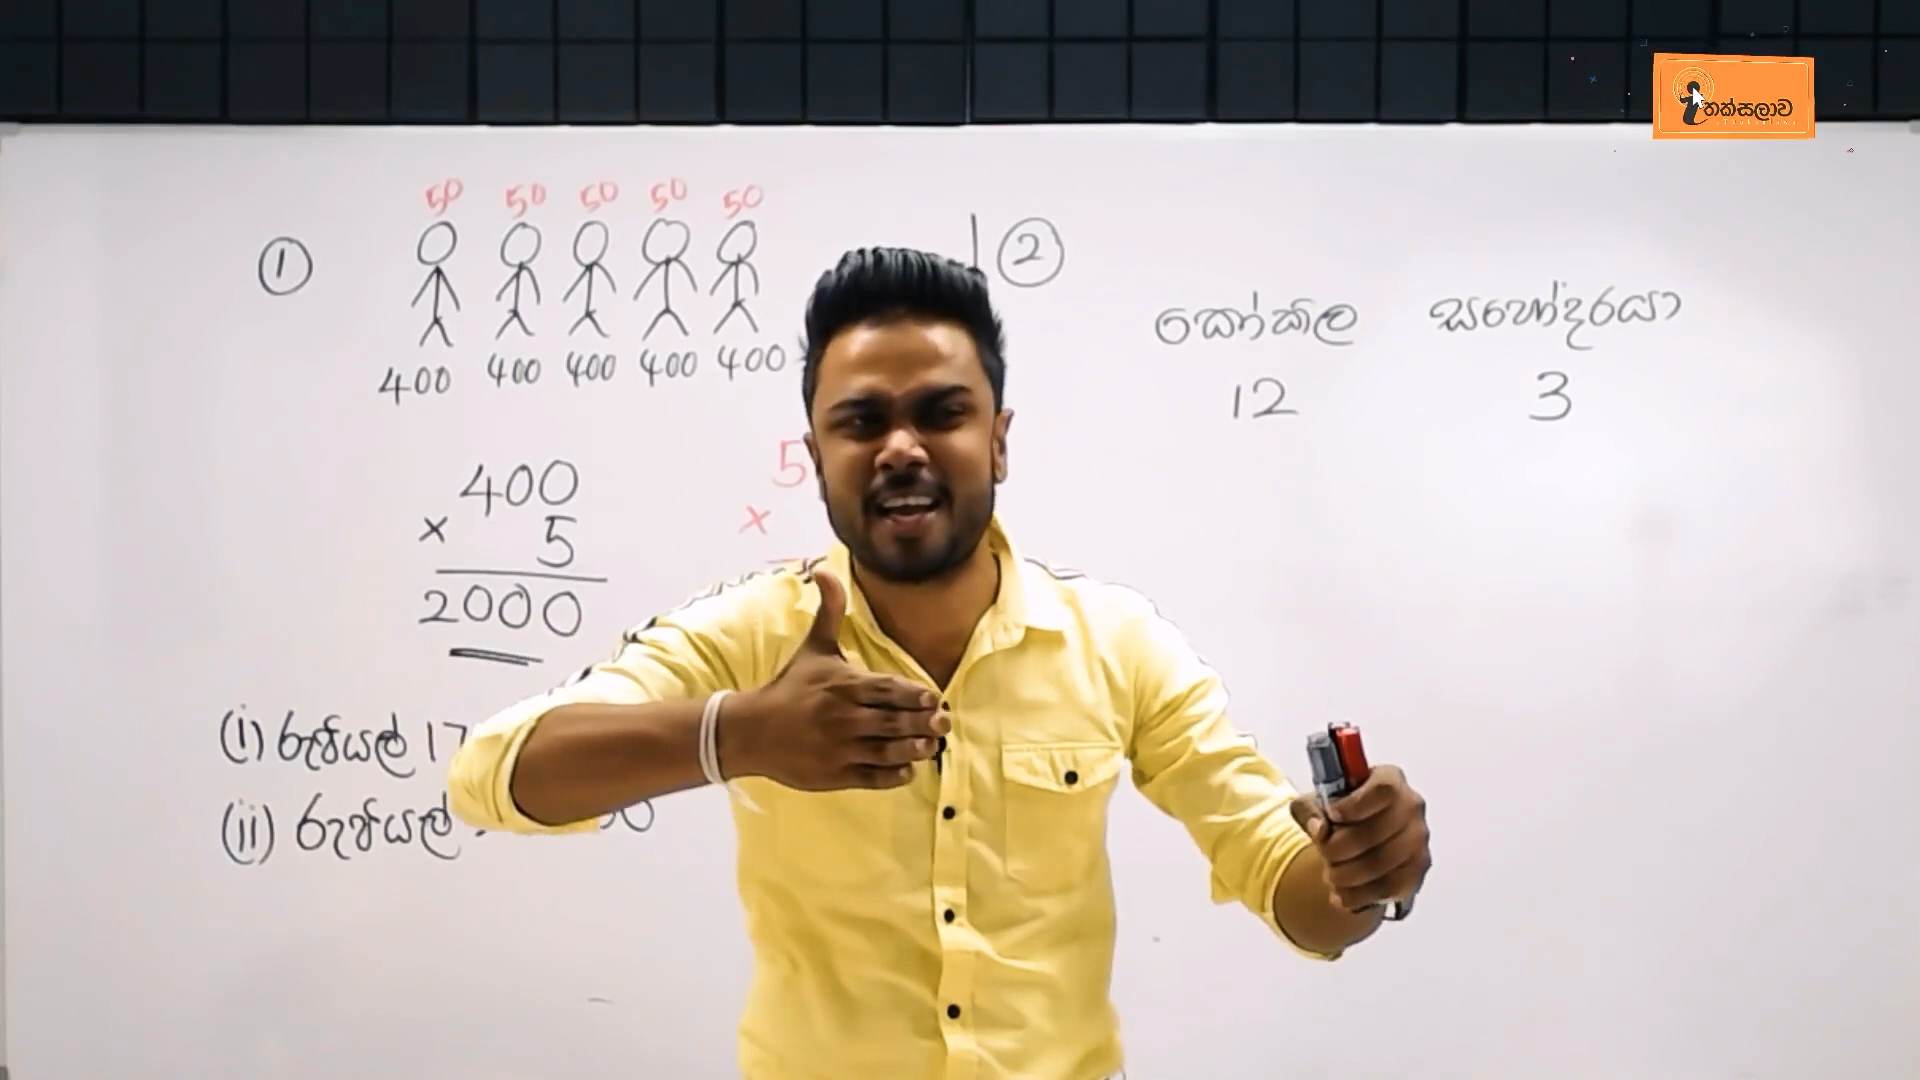 තක්සලාව
50 50 50 50 50
①
400 400 400 400 400
400
× 5
2000
5
×
(i) රුපියල් 17
(ii) රුපියල්
②
කෝකිල සහෝදරයා
12 3